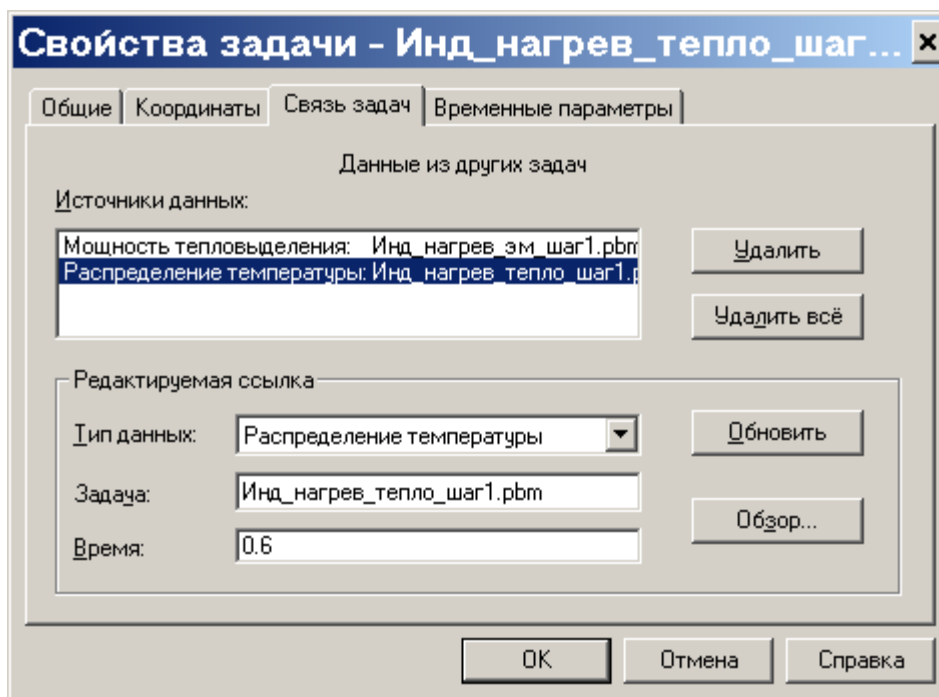 Свойства задачи - Инд_нагрев_тепло_шаг...
Общие Координаты Связь задач Временные параметры
Данные из других задач
Источники данных:
Мощность тепловыделения: Инд_нагрев_эм_шаг1.pbm
Распределение температуры: Инд_нагрев_тепло_шаг1.p
Удалить
Удалить всё
Редактируемая ссылка
Тип данных: Распределение температуры
Обновить
Задача: Инд_нагрев_тепло_шаг1.pbm
Обзор...
Время: 0.6
OK Отмена Справка